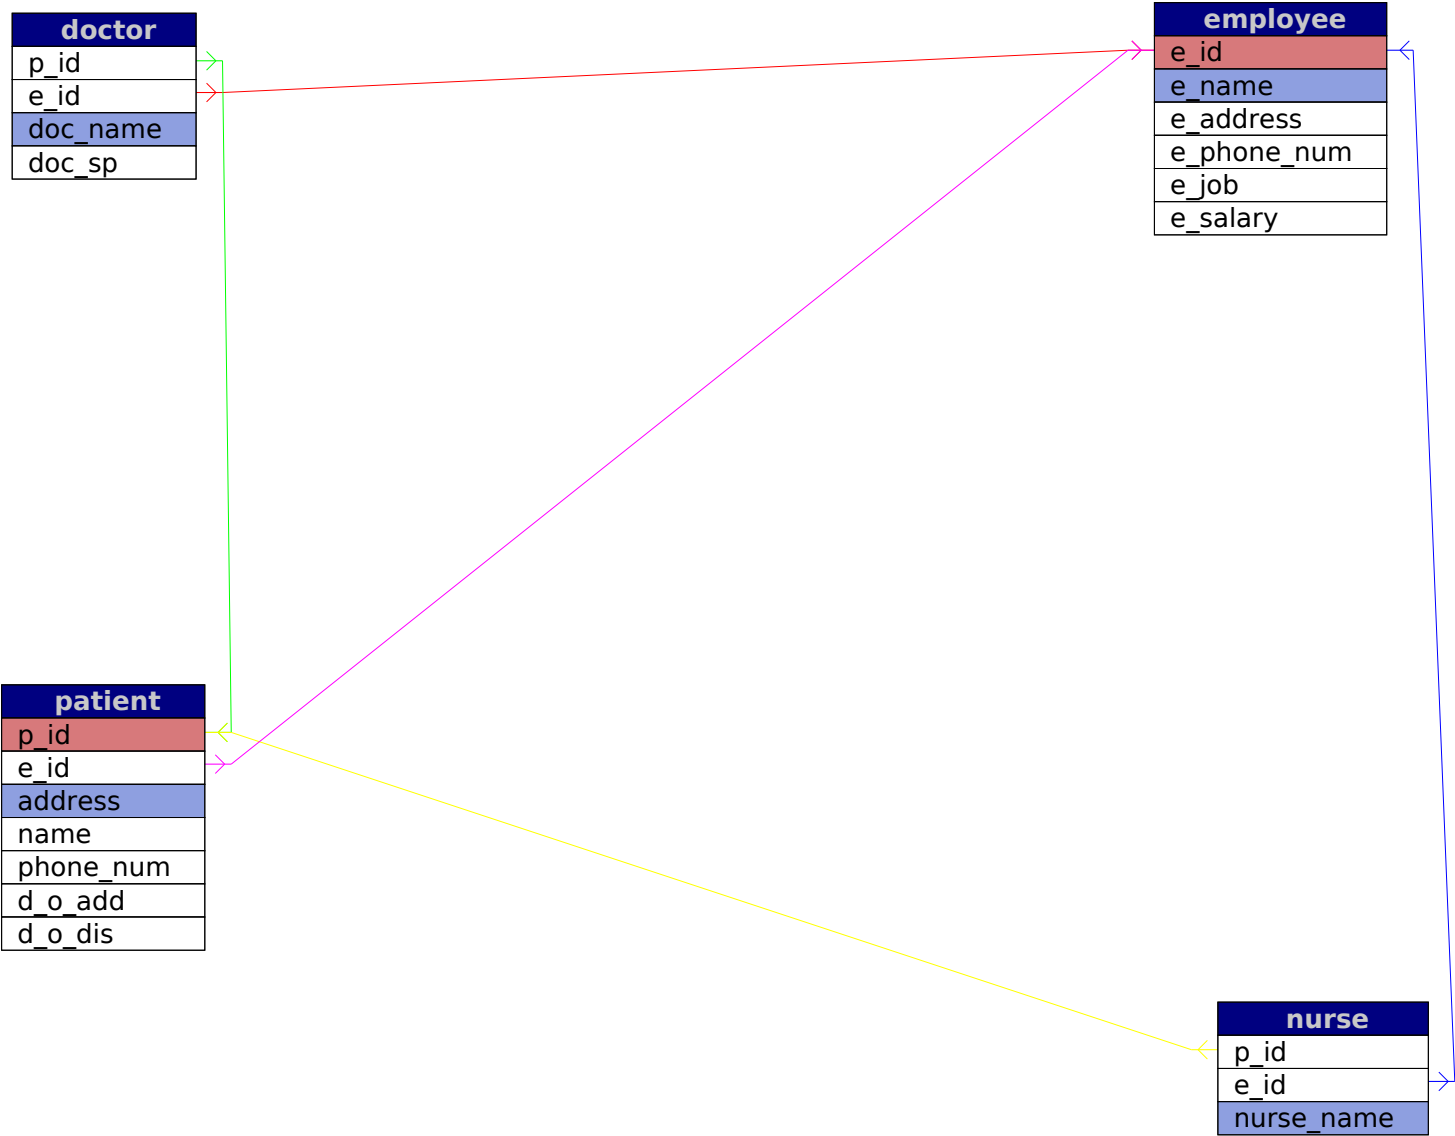 doctor
p_id
e_id
doc_name
doc_sp
employee
e_id
e_name
e_address
e_phone_num
e_job
e_salary
patient
p_id
e_id
address
name
phone_num
d_o_add
d_o_dis
nurse
p_id
e_id
nurse_name